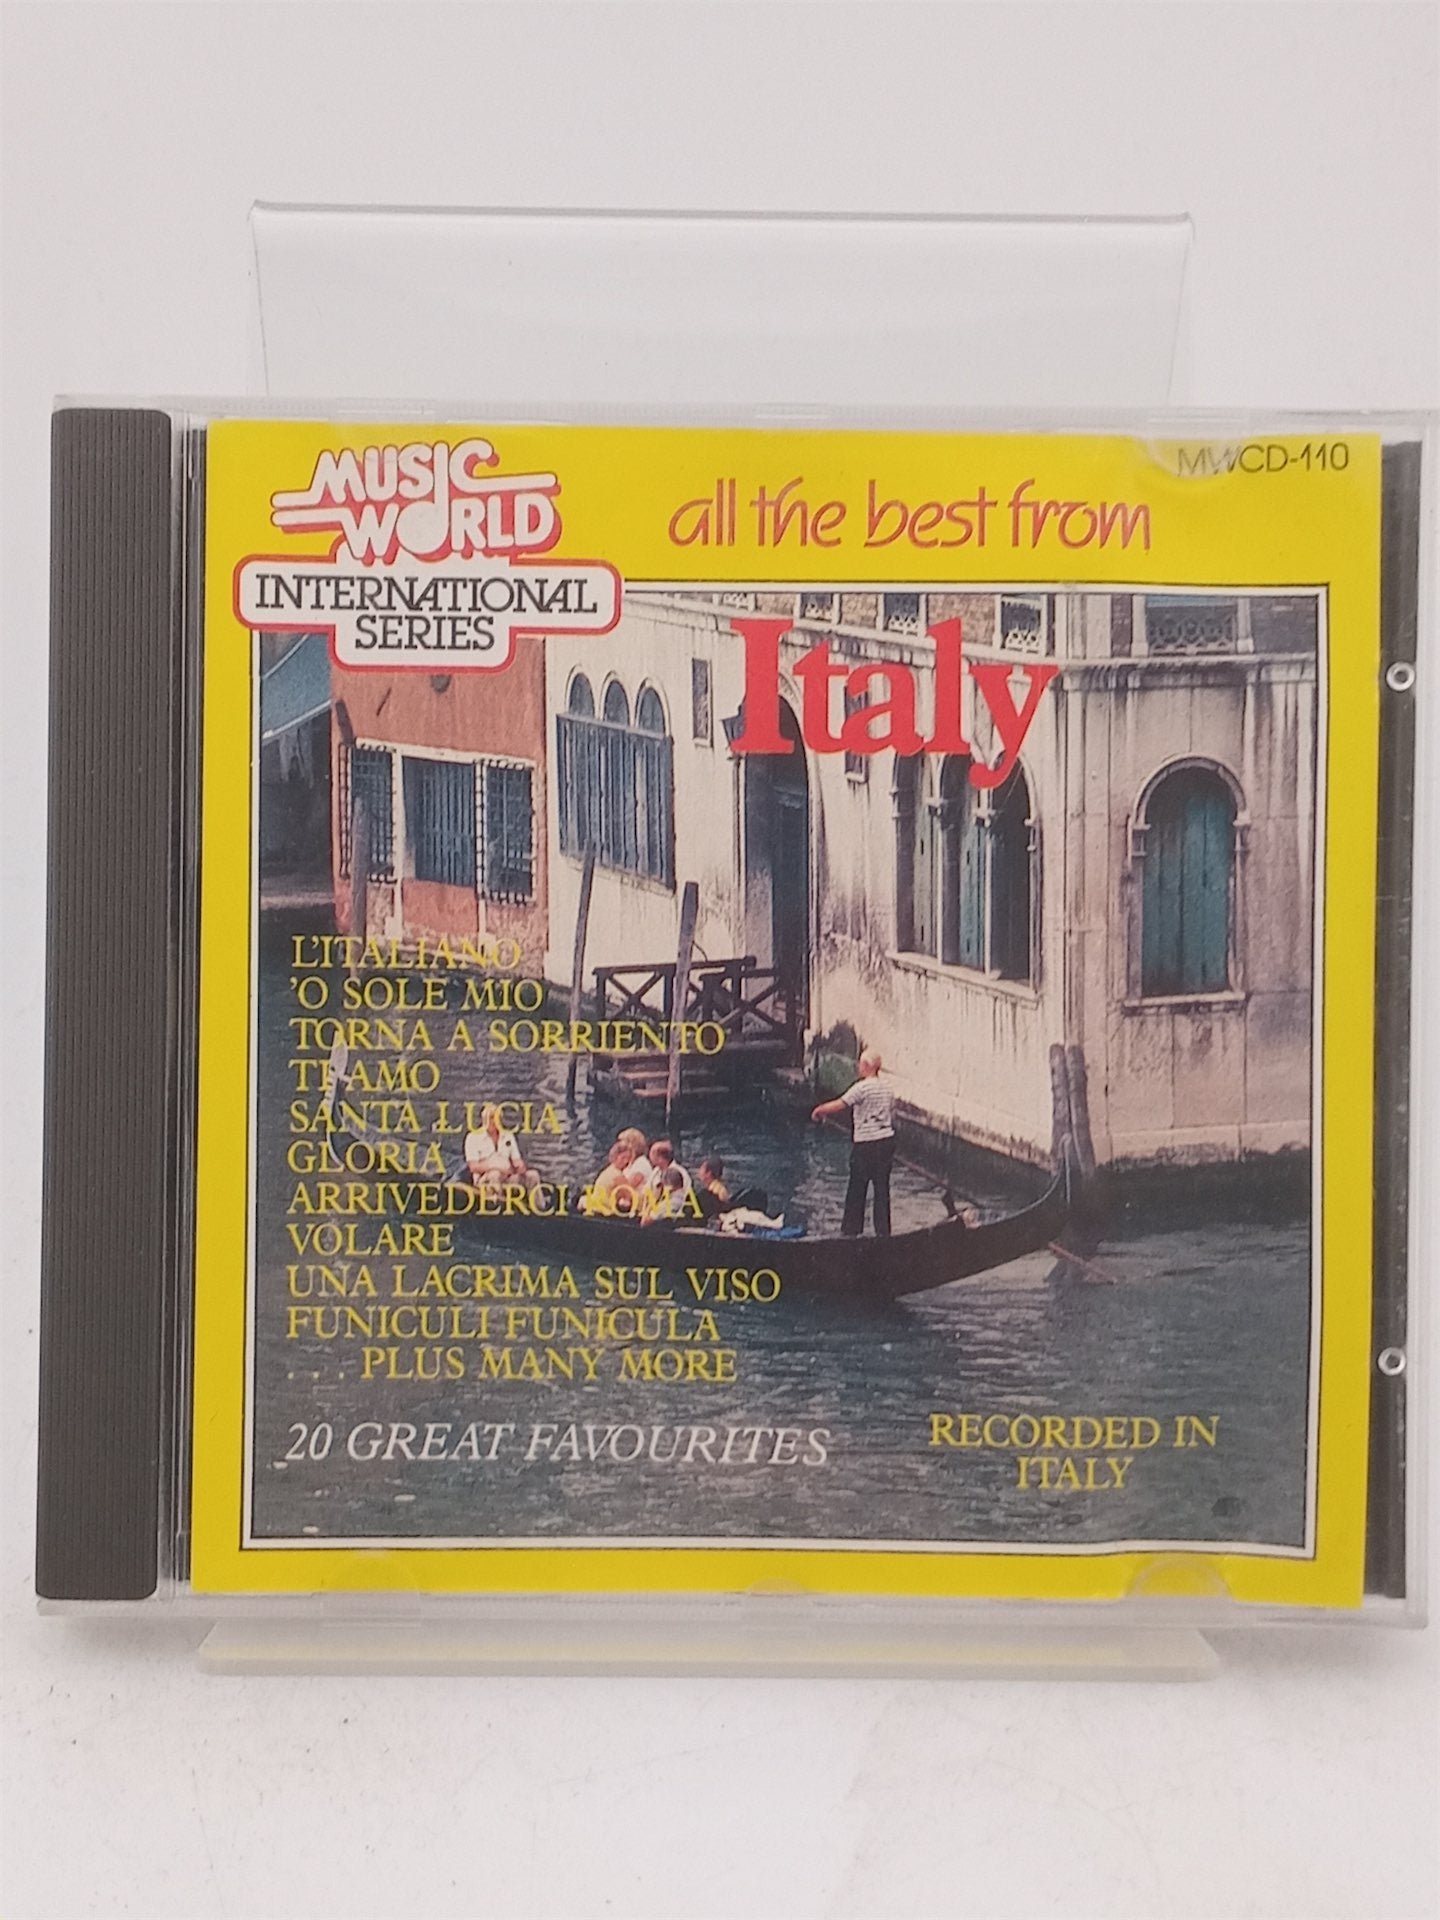 MUSIC
WORLD
INTERNATIONAL
SERIES
MWCD-110
all the best from
Italy
L'ITALIANO
'O SOLE MIO
TORNA A SORRIENTO
TI AMO
SANTA LUCIA
GLORIA
ARRIVEDERCI ROMA
VOLARE
UNA LACRIMA SUL VISO
FUNICULI FUNICULA
. . . PLUS MANY MORE
20 GREAT FAVOURITES
RECORDED IN
ITALY